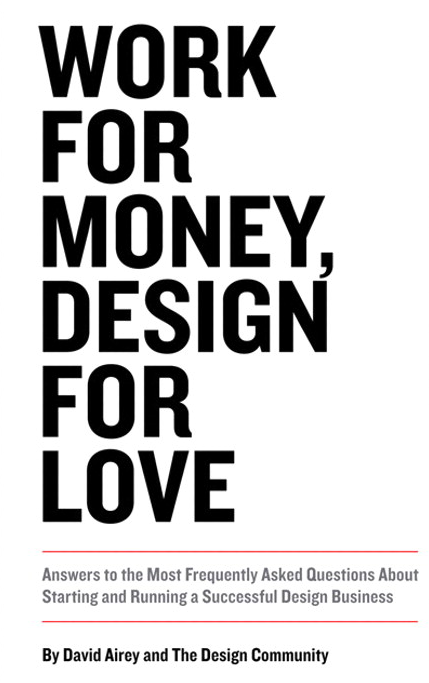 WORK
FOR
MONEY,
DESIGN
FOR
LOVE
Answers to the Most Frequently Asked Questions About
Starting and Running a Successful Design Business
By David Airey and The Design Community